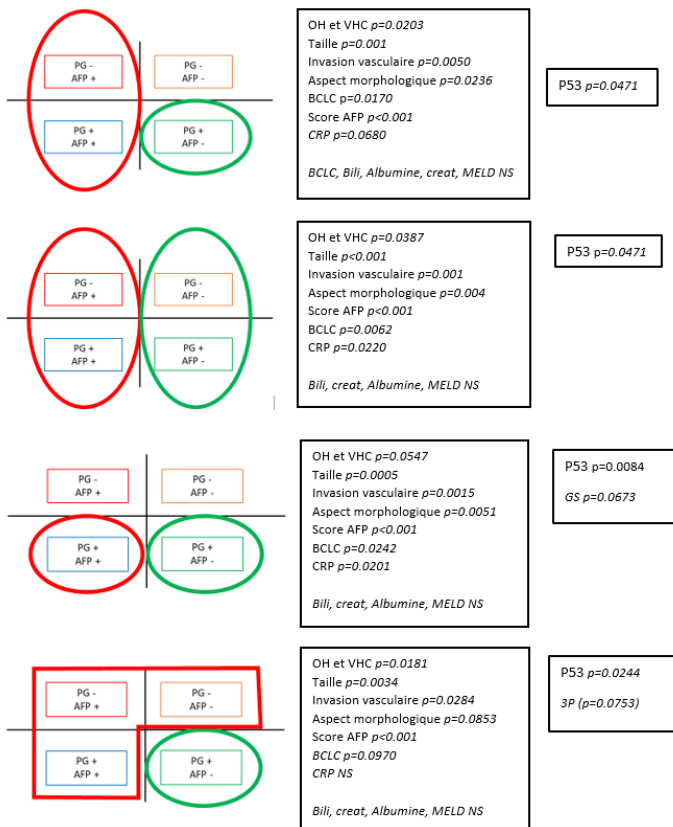 PG -
AFP +
PG -
AFP -
PG +
AFP +
PG +
AFP -
OH et VHC p=0.0203
Taille p=0.001
Invasion vasculaire p=0.0050
Aspect morphologique p=0.0236
BCLC p=0.0170
Score AFP p<0.001
CRP p=0.0680
BCLC, Bili, Albumine, creat, MELD NS
P53 p=0.0471
PG -
AFP +
PG -
AFP -
PG +
AFP +
PG +
AFP -
OH et VHC p=0.0387
Taille p<0.001
Invasion vasculaire p=0.001
Aspect morphologique p=0.004
Score AFP p<0.001
BCLC p=0.0062
CRP p=0.0220
Bili, creat, Albumine, MELD NS
P53 p=0.0471
PG -
AFP +
PG -
AFP -
PG +
AFP +
PG +
AFP -
OH et VHC p=0.0547
Taille p=0.0005
Invasion vasculaire p=0.0015
Aspect morphologique p=0.0051
Score AFP p<0.001
BCLC p=0.0242
CRP p=0.0201
Bili, creat, Albumine, MELD NS
P53 p=0.0084
GS p=0.0673
PG -
AFP +
PG -
AFP -
PG +
AFP +
PG +
AFP -
OH et VHC p=0.0181
Taille p=0.0034
Invasion vasculaire p=0.0284
Aspect morphologique p=0.0853
Score AFP p<0.001
BCLC p=0.0970
CRP NS
Bili, creat, Albumine, MELD NS
P53 p=0.0244
3P (p=0.0753)